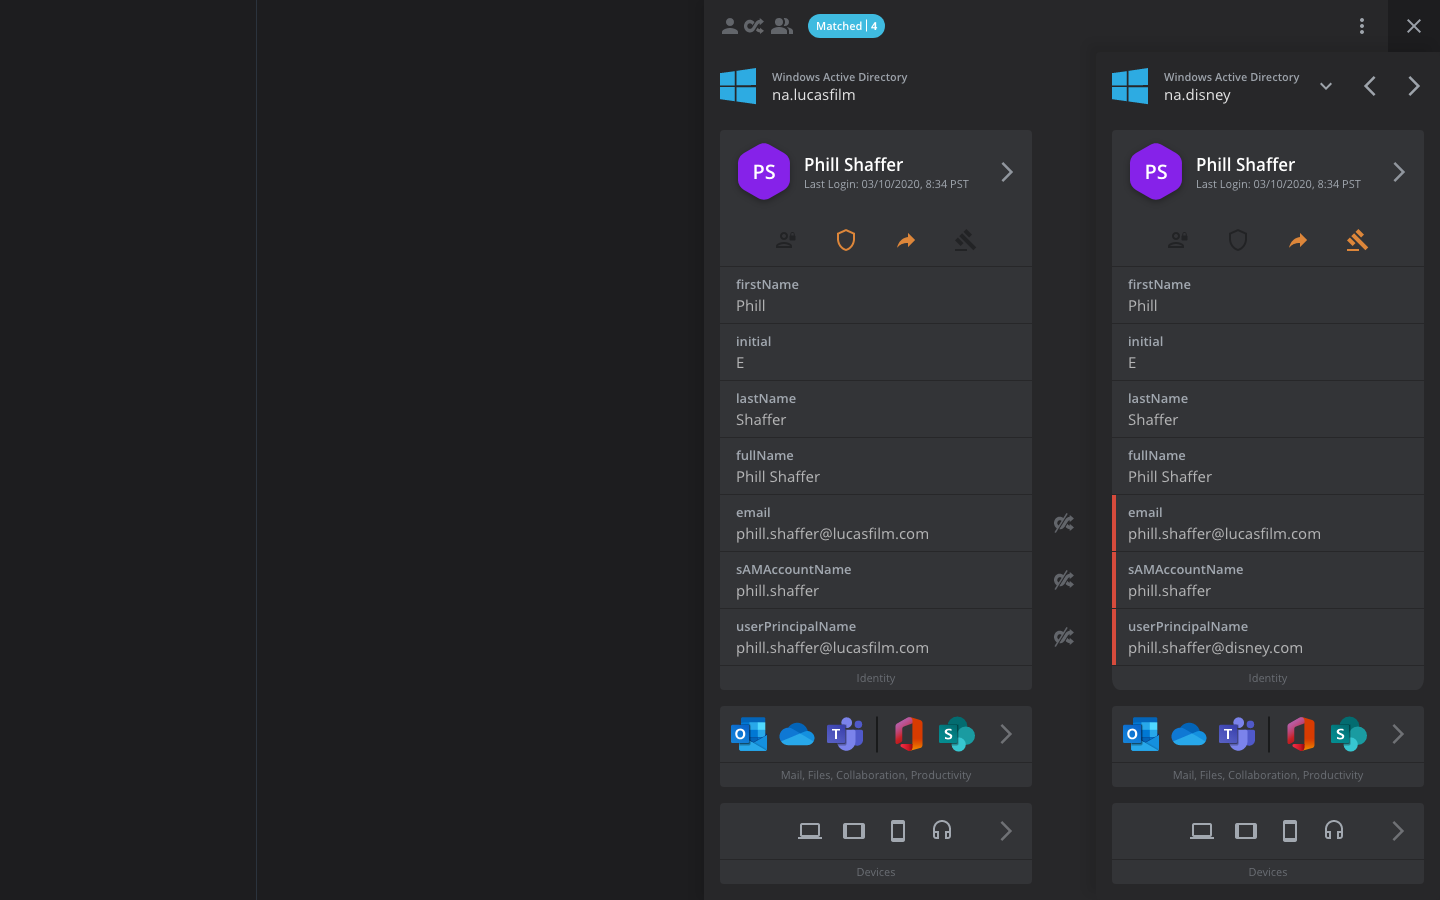 Matched | 4
Windows Active Directory
na.lucasfilm
PS
Phill Shaffer
Last Login: 03/10/2020, 8:34 PST
firstName
Phill
initial
E
lastName
Shaffer
fullName
Phill Shaffer
email
phill.shaffer@lucasfilm.com
sAMAccountName
phill.shaffer
userPrincipalName
phill.shaffer@lucasfilm.com
Identity
O
T
S
Mail, Files, Collaboration, Productivity
Devices
Windows Active Directory
na.disney
PS
Phill Shaffer
Last Login: 03/10/2020, 8:34 PST
firstName
Phill
initial
E
lastName
Shaffer
fullName
Phill Shaffer
email
phill.shaffer@lucasfilm.com
sAMAccountName
phill.shaffer
userPrincipalName
phill.shaffer@disney.com
Identity
O
T
S
Mail, Files, Collaboration, Productivity
Devices